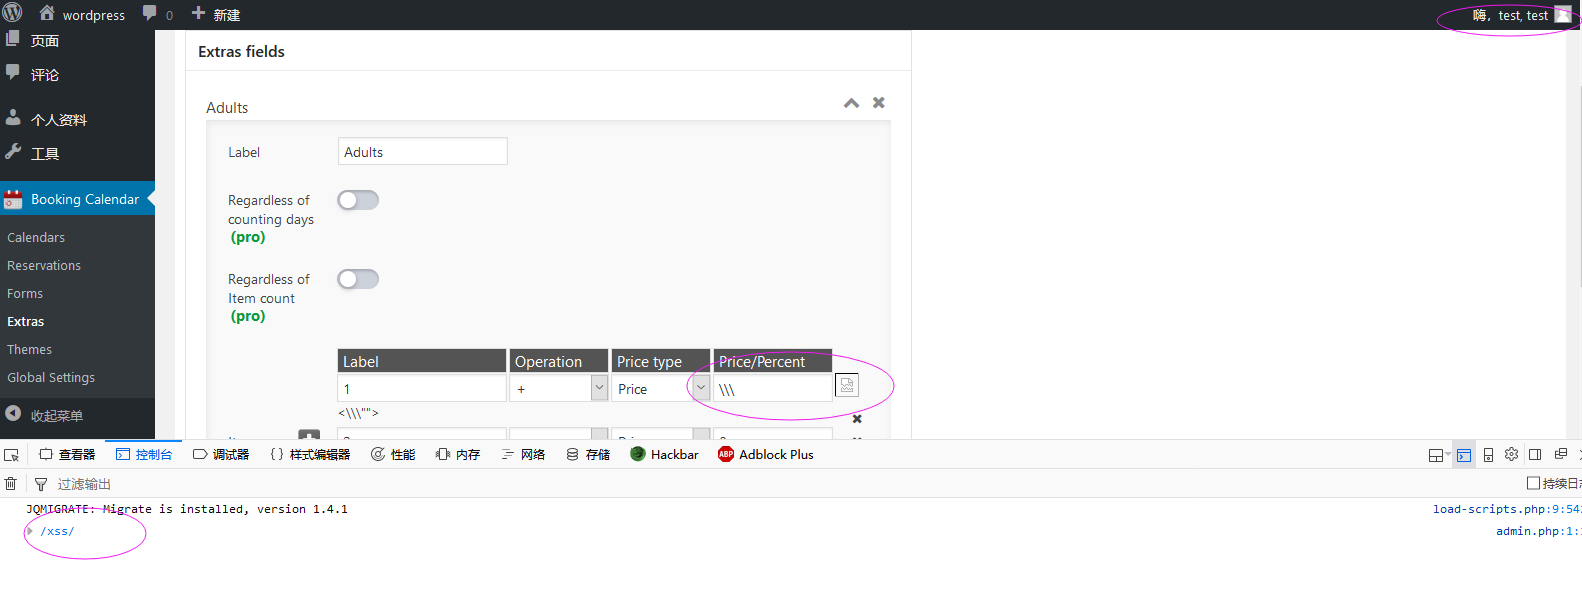 wordpress 0 新建 嗨，test, test
页面
评论
个人资料
工具
Booking Calendar
Calendars
Reservations
Forms
Extras
Themes
Global Settings
收起菜单
Extras fields
Adults
Label Adults
Regardless of
counting days
(pro)
Regardless of
Item count
(pro)
Label Operation Price type Price/Percent
1 + Price \\\
<\\\"">
查看器 控制台 调试器 {} 样式编辑器 性能 内存 网络 存储 Hackbar ABP Adblock Plus
过滤输出 持续日
JQMIGRATE: Migrate is installed, version 1.4.1 load-scripts.php:9:54
/xss/ admin.php:1: